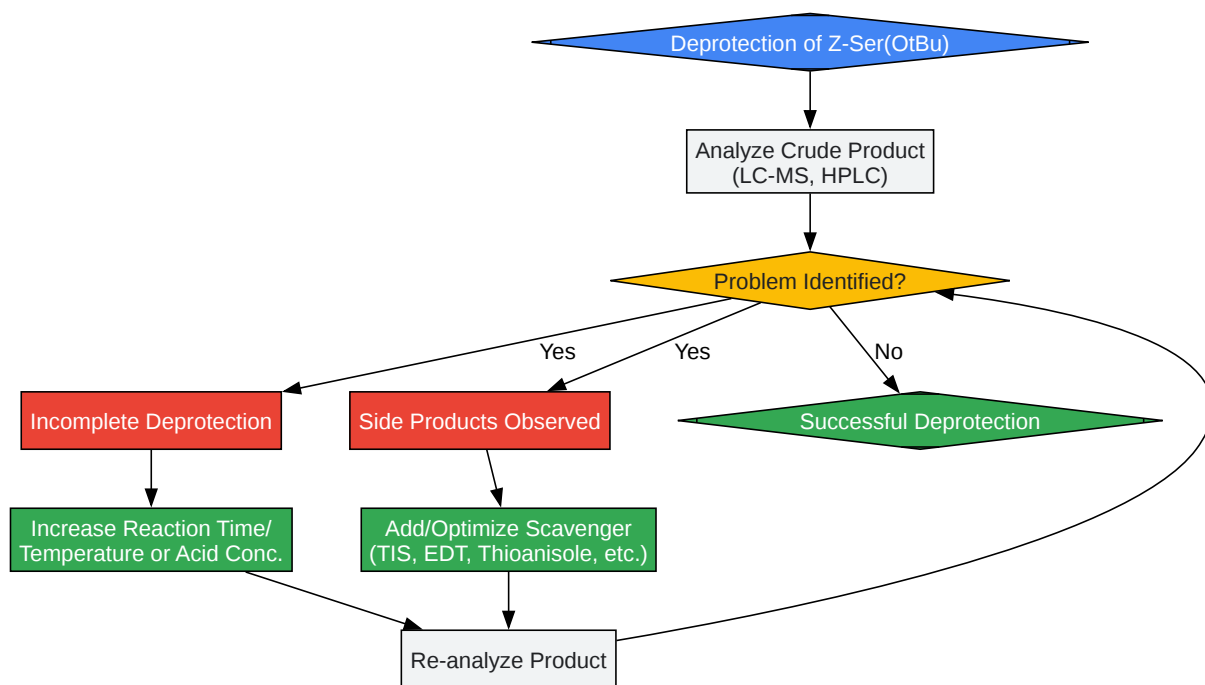 Deprotection of Z-Ser(OtBu)
Analyze Crude Product
(LC-MS, HPLC)
Problem Identified?
Yes
Yes
No
Incomplete Deprotection
Side Products Observed
Successful Deprotection
Increase Reaction Time/
Temperature or Acid Conc.
Add/Optimize Scavenger
(TIS, EDT, Thioanisole, etc.)
Re-analyze Product